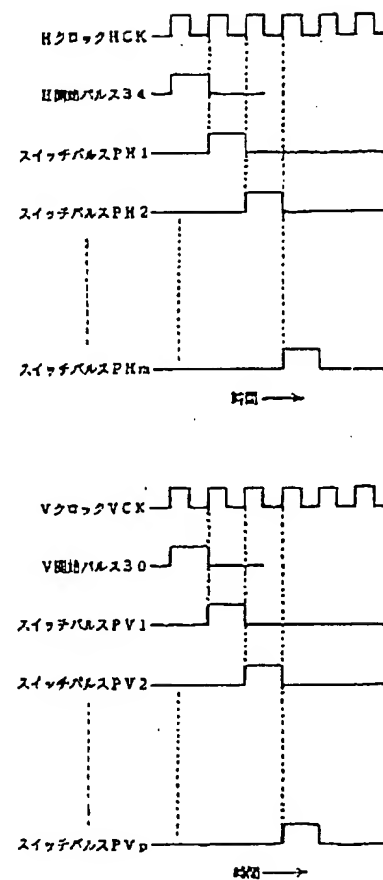 HクロックHCK
H開始パルス34
スイッチパルスPH1
スイッチパルスPH2
スイッチパルスPHm
時間
VクロックVCK
V開始パルス30
スイッチパルスPV1
スイッチパルスPV2
スイッチパルスPVp
時間